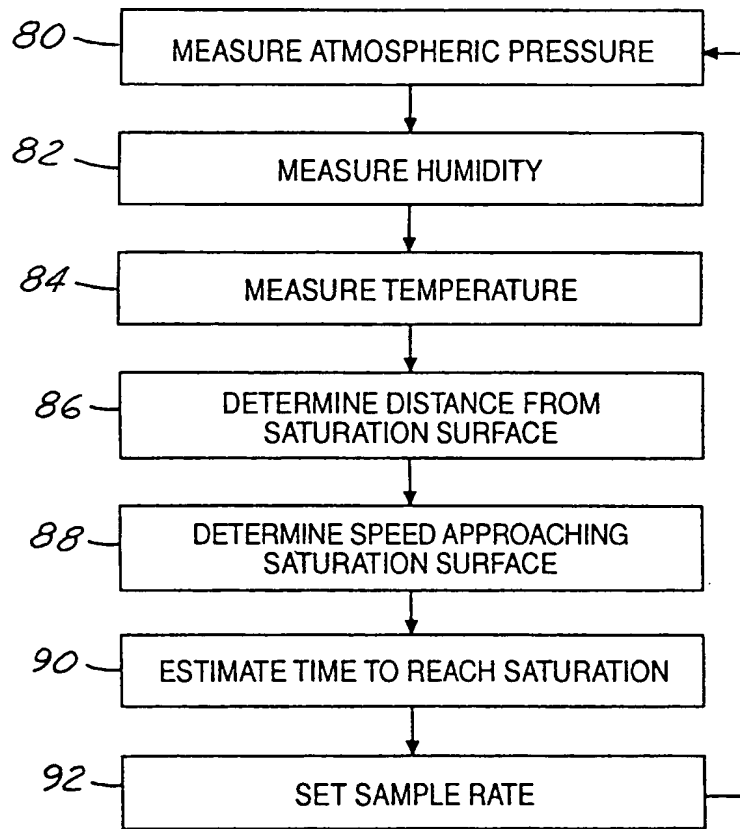 80
MEASURE ATMOSPHERIC PRESSURE
82
MEASURE HUMIDITY
84
MEASURE TEMPERATURE
86
DETERMINE DISTANCE FROM
SATURATION SURFACE
88
DETERMINE SPEED APPROACHING
SATURATION SURFACE
90
ESTIMATE TIME TO REACH SATURATION
92
SET SAMPLE RATE